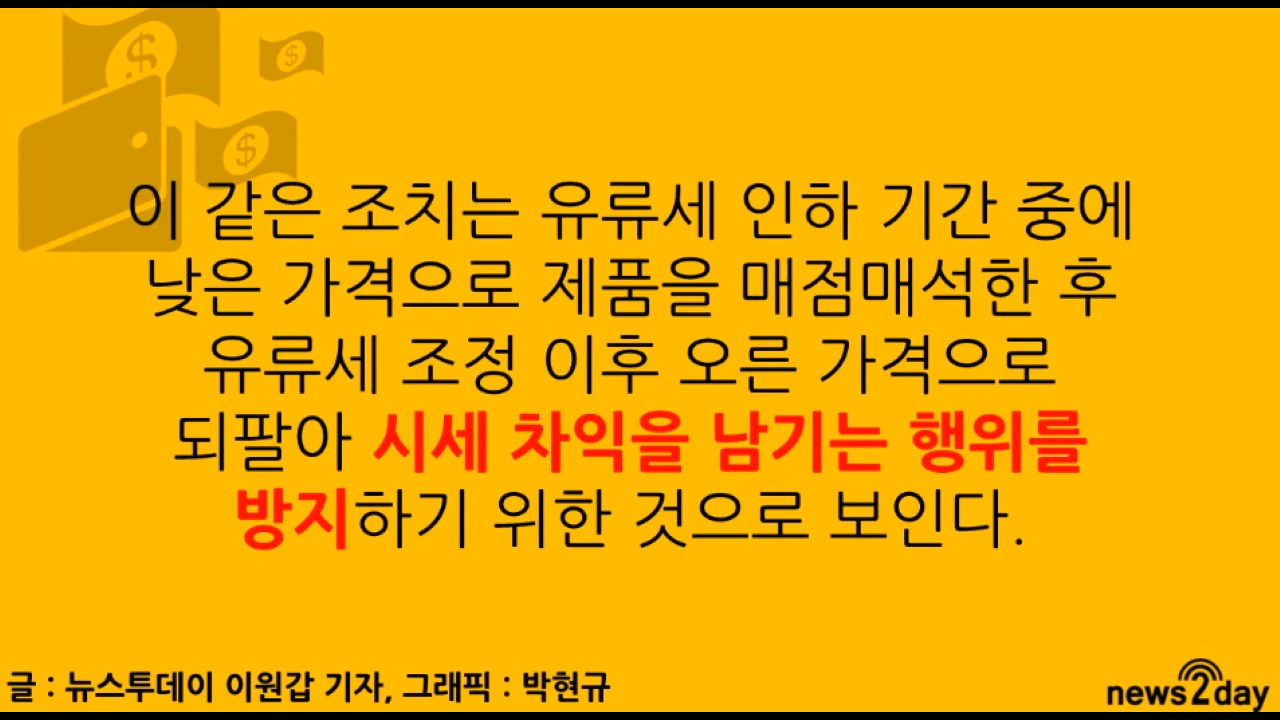 이 같은 조치는 유류세 인하 기간 중에
낮은 가격으로 제품을 매점매석한 후
유류세 조정 이후 오른 가격으로
되팔아 시세 차익을 남기는 행위를
방지하기 위한 것으로 보인다.
글 : 뉴스투데이 이원갑 기자, 그래픽 : 박현규
news2day